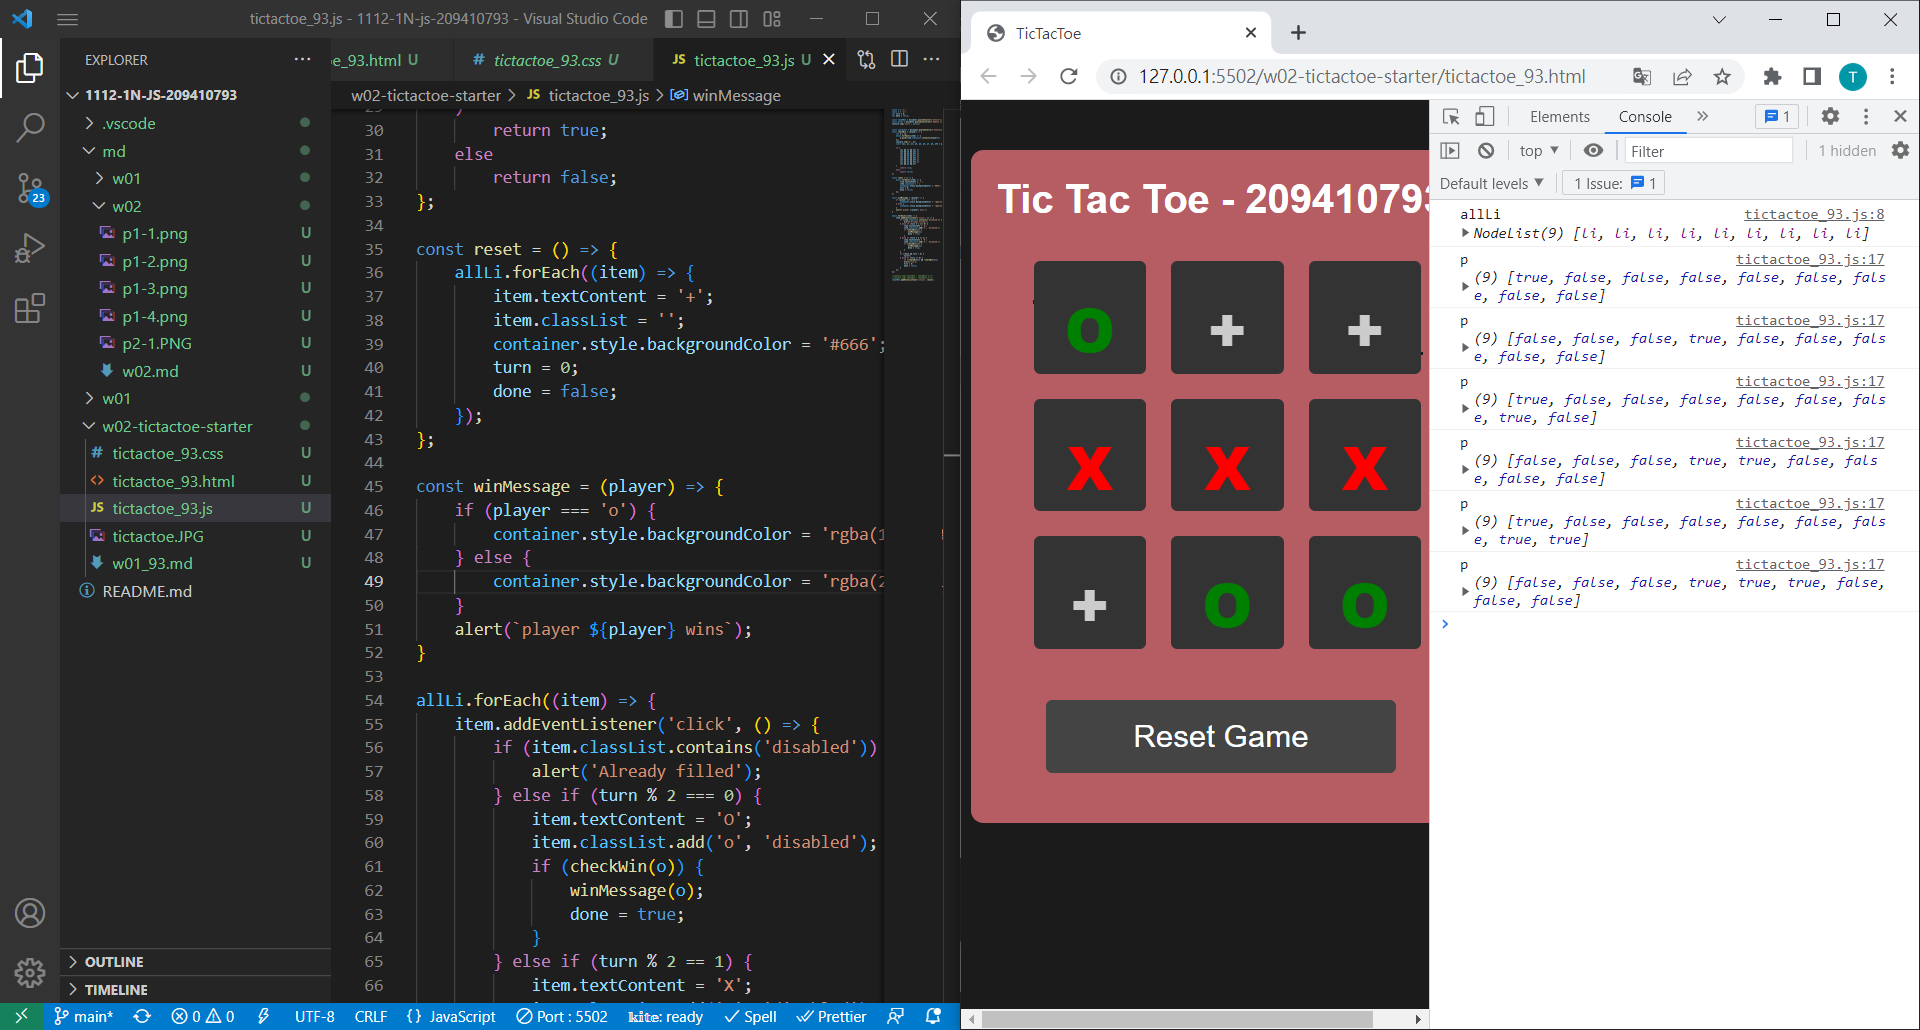 tictactoe_93.js - 1112-1N-js-209410793 - Visual Studio Code
EXPLORER
1112-1N-JS-209410793
.vscode
md
w01
w02
p1-1.png U
p1-2.png U
p1-3.png U
p1-4.png U
p2-1.PNG U
w02.md U
w01
w02-tictactoe-starter
# tictactoe_93.css U
<> tictactoe_93.html U
JS tictactoe_93.js U
tictactoe.JPG U
w01_93.md U
README.md
OUTLINE
TIMELINE
23
e_93.html U
# tictactoe_93.css U
JS tictactoe_93.js U
w02-tictactoe-starter > JS tictactoe_93.js > winMessage
30 return true;
31 else
32 return false;
33 };
34
35 const reset = () => {
36 allLi.forEach((item) => {
37 item.textContent = '+';
38 item.classList = '';
39 container.style.backgroundColor = '#666';
40 turn = 0;
41 done = false;
42 });
43 };
44
45 const winMessage = (player) => {
46 if (player === 'o') {
47 container.style.backgroundColor = 'rgba(1
48 } else {
49 container.style.backgroundColor = 'rgba(2
50 }
51 alert(`player ${player} wins`);
52 }
53
54 allLi.forEach((item) => {
55 item.addEventListener('click', () => {
56 if (item.classList.contains('disabled'))
57 alert('Already filled');
58 } else if (turn % 2 === 0) {
59 item.textContent = 'O';
60 item.classList.add('o', 'disabled');
61 if (checkWin(o)) {
62 winMessage(o);
63 done = true;
64 }
65 } else if (turn % 2 == 1) {
66 item.textContent = 'X';
main* 0 0 UTF-8 CRLF {} JavaScript Port : 5502 kite: ready Spell Prettier
TicTacToe
127.0.0.1:5502/w02-tictactoe-starter/tictactoe_93.html
T
Tic Tac Toe - 209410793
o + +
x x x
+ o o
Reset Game
Elements Console 1
top Filter 1 hidden
Default levels 1 Issue: 1
allLi tictactoe_93.js:8
NodeList(9) [li, li, li, li, li, li, li, li, li]
p tictactoe_93.js:17
(9) [true, false, false, false, false, false, fals
e, false, false]
p tictactoe_93.js:17
(9) [false, false, false, true, false, false, fals
e, false, false]
p tictactoe_93.js:17
(9) [true, false, false, false, false, false, fals
e, true, false]
p tictactoe_93.js:17
(9) [false, false, false, true, true, false, fals
e, false, false]
p tictactoe_93.js:17
(9) [true, false, false, false, false, false, fals
e, true, true]
p tictactoe_93.js:17
(9) [false, false, false, true, true, true, false,
false, false]